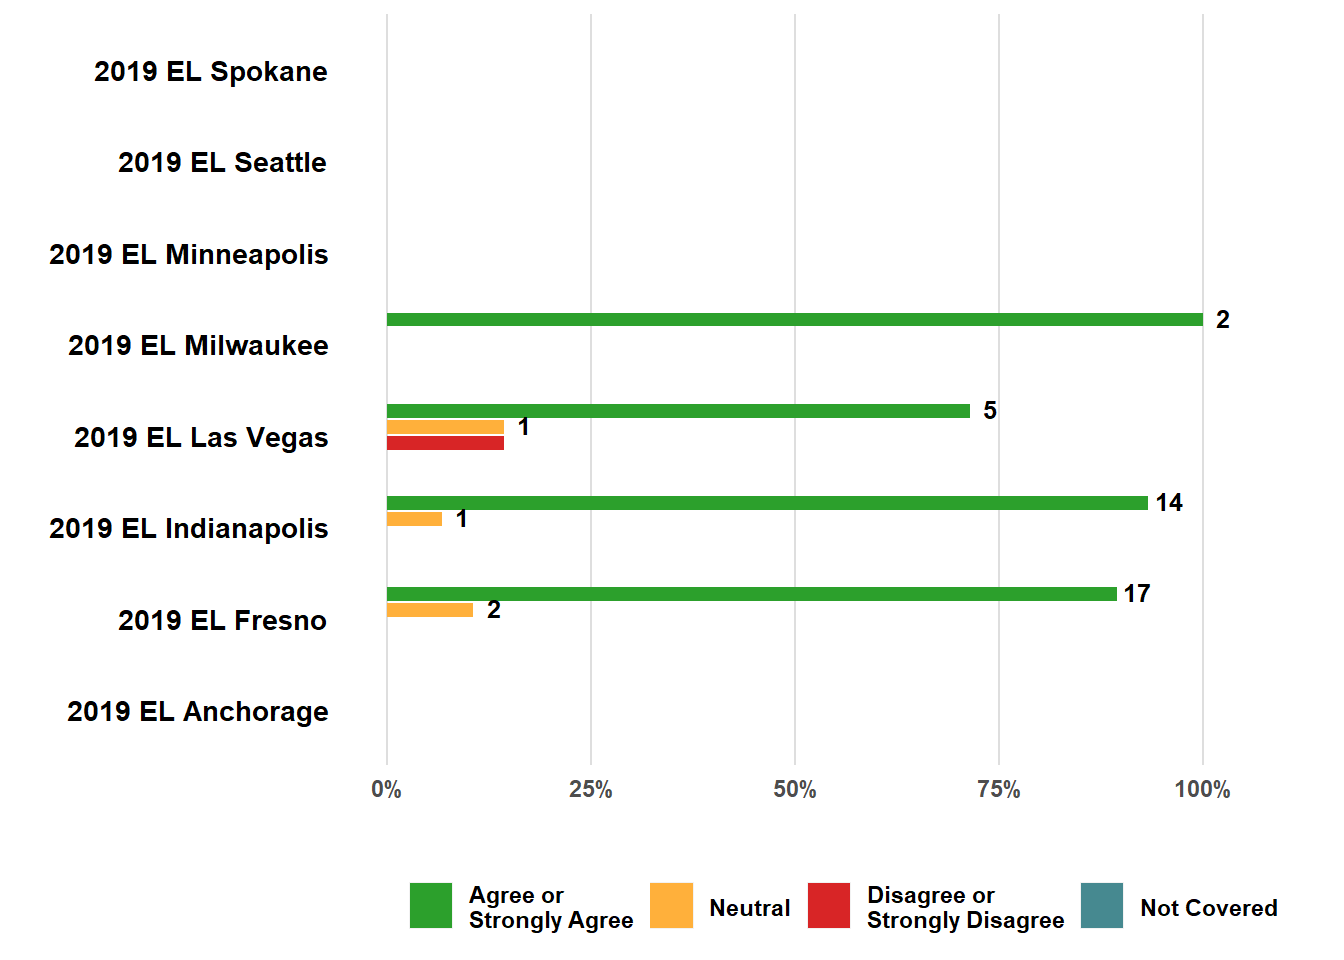 2019 EL Spokane
2019 EL Seattle
2019 EL Minneapolis
2019 EL Milwaukee
2
2019 EL Las Vegas
5
1
2019 EL Indianapolis
14
1
2019 EL Fresno
17
2
2019 EL Anchorage
0% 25% 50% 75% 100%
Agree or
Strongly Agree
Neutral
Disagree or
Strongly Disagree
Not Covered